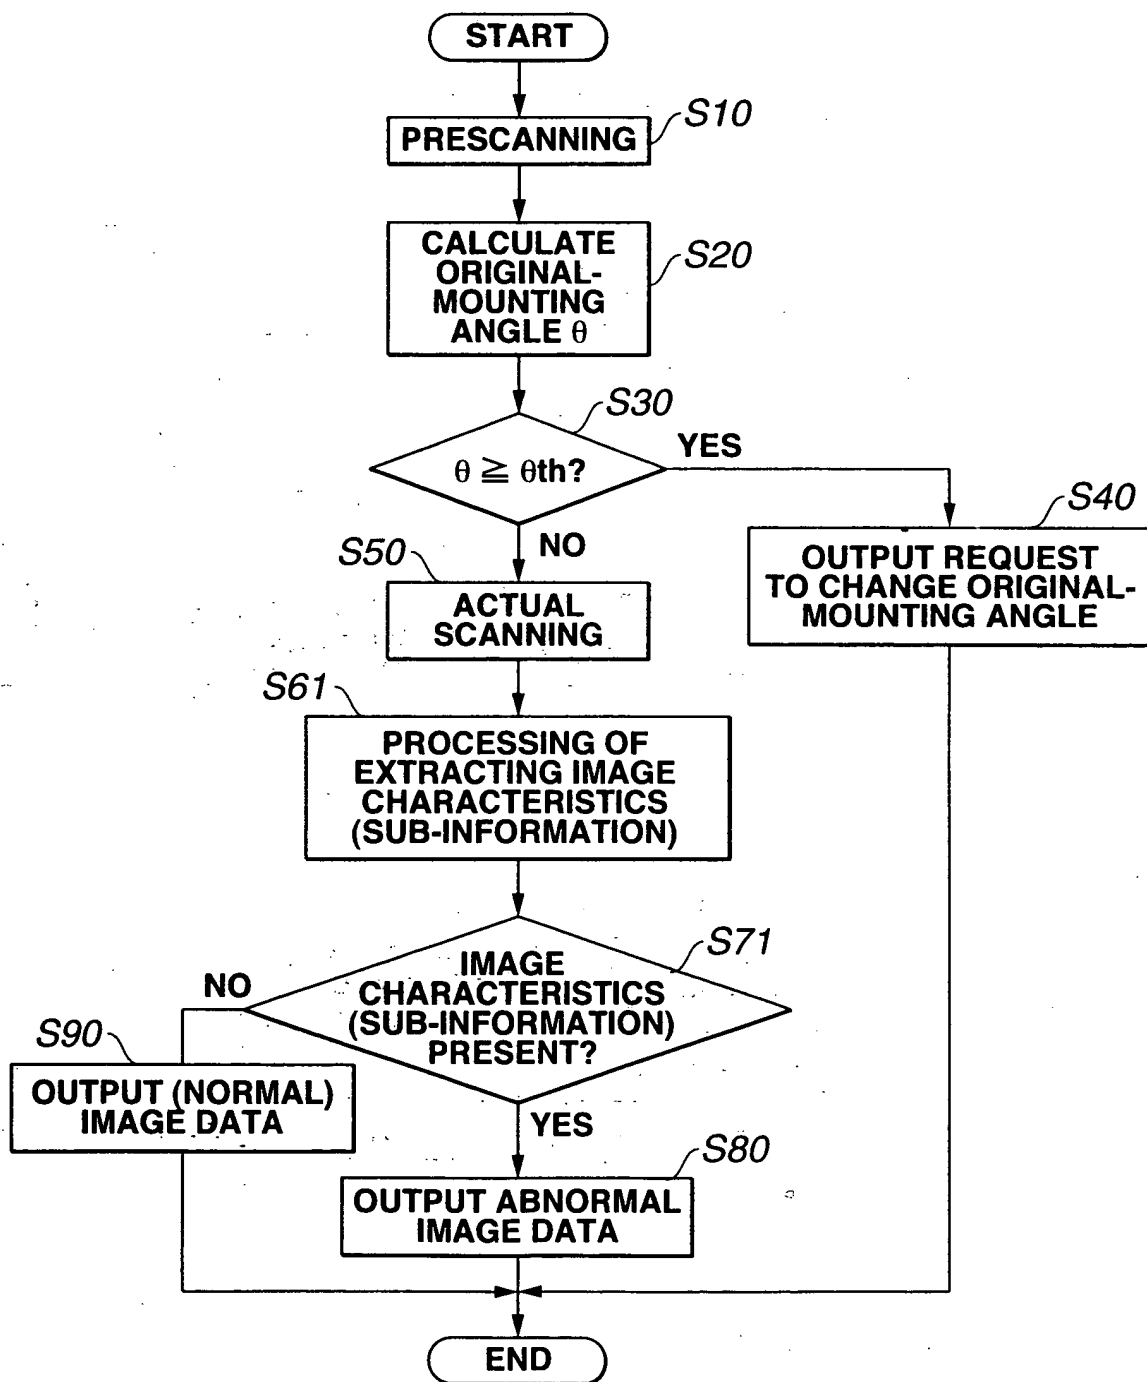 START
S10
PRESCANNING
S20
CALCULATE
ORIGINAL-
MOUNTING
ANGLE θ
S30
θ ≧ θth?
YES
NO
S40
OUTPUT REQUEST
TO CHANGE ORIGINAL-
MOUNTING ANGLE
S50
ACTUAL
SCANNING
S61
PROCESSING OF
EXTRACTING IMAGE
CHARACTERISTICS
(SUB-INFORMATION)
S71
IMAGE
CHARACTERISTICS
(SUB-INFORMATION)
PRESENT?
NO
S90
OUTPUT (NORMAL)
IMAGE DATA
YES
S80
OUTPUT ABNORMAL
IMAGE DATA
END